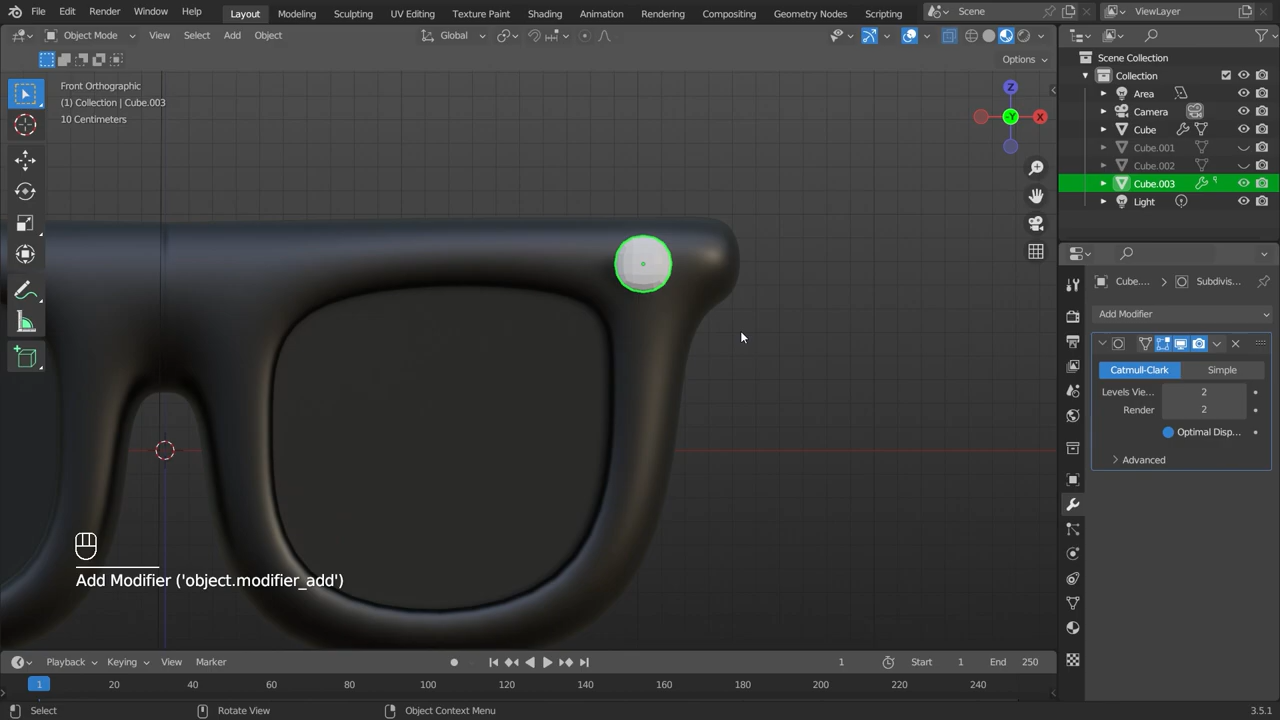 File Edit Render Window Help Layout Modeling Sculpting UV Editing Texture Paint Shading Animation Rendering Compositing Geometry Nodes Scripting Scene ViewLayer
Object Mode View Select Add Object Global
Options
Front Orthographic
(1) Collection | Cube.003
10 Centimeters
Z
Y
X
Add Modifier ('object.modifier_add')
Scene Collection
Collection
Area
Camera
Cube
Cube.001
Cube.002
Cube.003
Light
Cube.... Subdivis...
Add Modifier
Catmull-Clark Simple
Levels Vie... 2
Render 2
Optimal Disp...
Advanced
Playback Keying View Marker 1 Start 1 End 250
1 20 40 60 80 100 120 140 160 180 200 220 240
Select Rotate View Object Context Menu 3.5.1